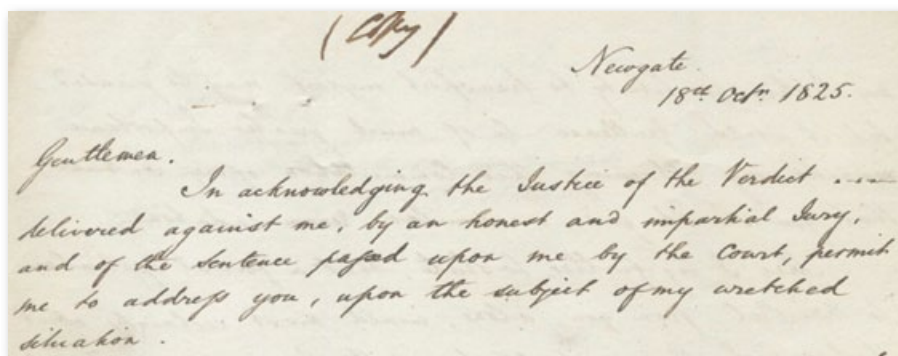 (Copy)
Newgate.
18th Octr. 1825.
Gentlemen.
In acknowledging the Justice of the Verdict ....
delivered against me, by an honest and impartial Jury,
and of the sentence passed upon me by the Court, permit
me to address you, upon the subject of my wretched
situation.